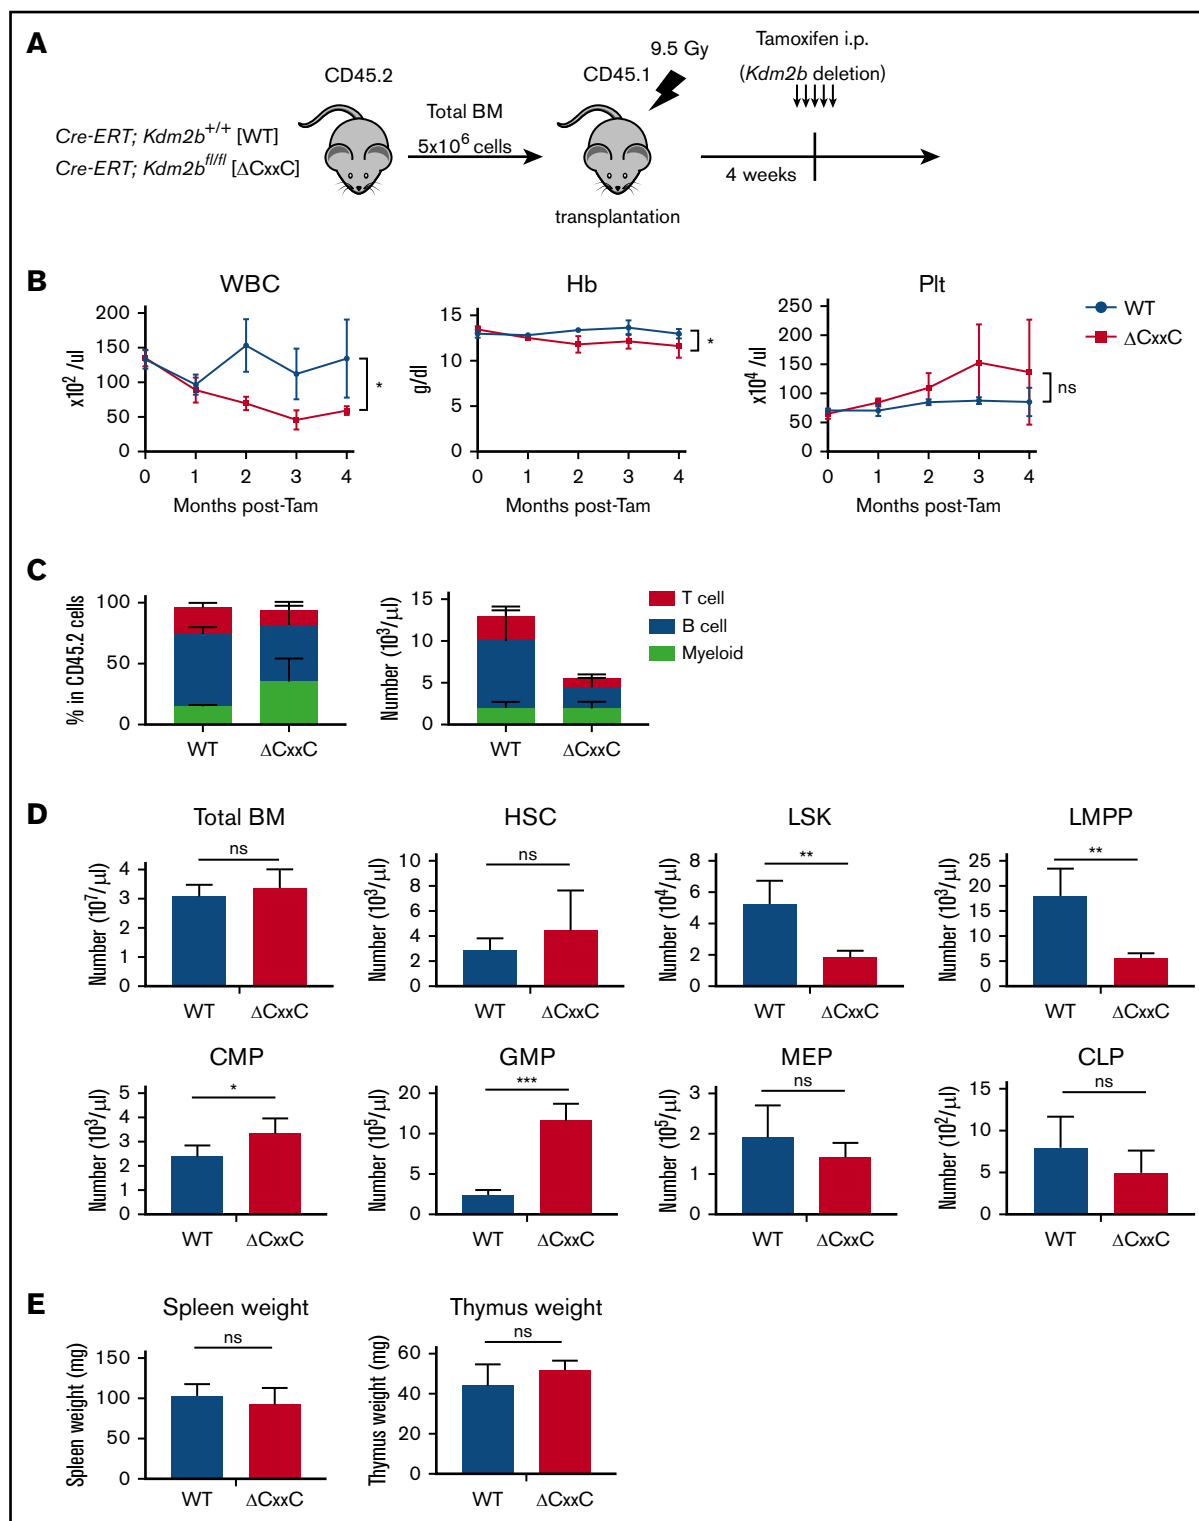 A
CD45.2
9.5 Gy
CD45.1
Tamoxifen i.p.
(Kdm2b deletion)
Cre-ERT; Kdm2b+/+ [WT]
Cre-ERT; Kdm2bfl/fl [ΔCxxC]
Total BM
5x10⁶ cells
4 weeks
transplantation
B
WBC
x10² /ul
200
150
100
50
0
0 1 2 3 4
Months post-Tam
*
Hb
g/dl
15
10
5
0
0 1 2 3 4
Months post-Tam
*
Plt
x10⁴ /ul
250
200
150
100
50
0
0 1 2 3 4
Months post-Tam
ns
WT
ΔCxxC
C
% in CD45.2 cells
100
50
0
WT ΔCxxC
Number (10³/µl)
15
10
5
0
WT ΔCxxC
T cell
B cell
Myeloid
D
Total BM
ns
Number (10⁷/µl)
4
3
2
1
0
WT ΔCxxC
HSC
ns
Number (10³/µl)
10
8
6
4
2
0
WT ΔCxxC
LSK
**
Number (10⁴/µl)
8
6
4
2
0
WT ΔCxxC
LMPP
**
Number (10³/µl)
25
20
15
10
5
0
WT ΔCxxC
CMP
*
Number (10³/µl)
5
4
3
2
1
0
WT ΔCxxC
GMP
***
Number (10⁵/µl)
20
10
10
5
0
WT ΔCxxC
MEP
ns
Number (10⁵/µl)
3
2
1
0
WT ΔCxxC
CLP
ns
Number (10²/µl)
15
10
5
0
WT ΔCxxC
E
Spleen weight
ns
Spleen weight (mg)
150
100
50
0
WT ΔCxxC
Thymus weight
ns
Thymus weight (mg)
60
40
20
0
WT ΔCxxC